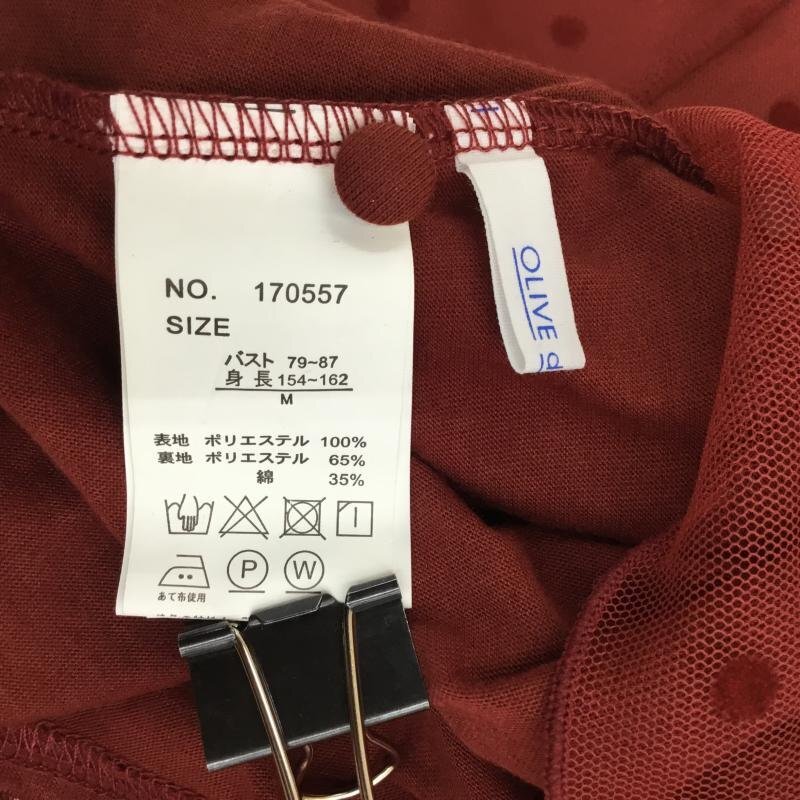 NO. 170557
SIZE
バスト 79~87
身長 154~162
M
表地 ポリエステル 100%
裏地 ポリエステル 65%
綿 35%
P W
あて布使用
OLIVE d